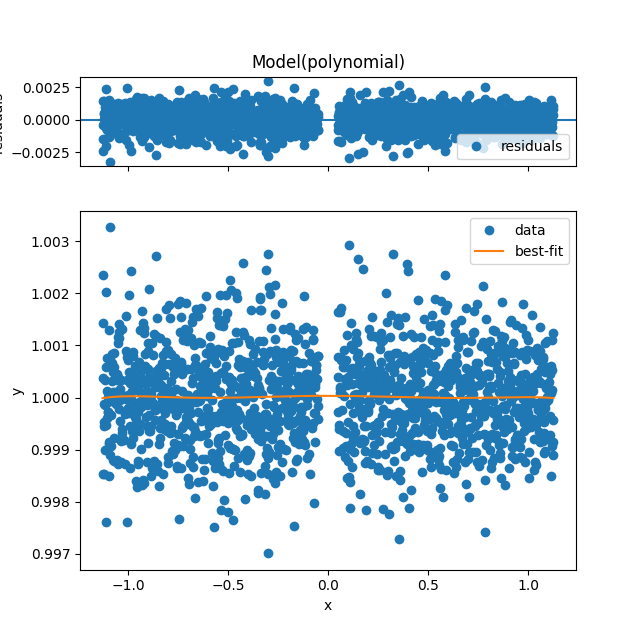 Model(polynomial)
0.0025
0.0000
−0.0025
residuals
residuals
1.003
1.002
1.001
1.000
0.999
0.998
0.997
y
data
best-fit
−1.0 −0.5 0.0 0.5 1.0
x